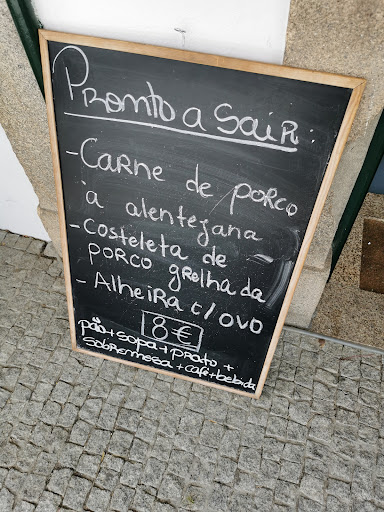 Pronto a Sair:
- Carne de porco
à alentejana
- Costeleta de
porco grelhada
- Alheira c/ ovo
8€
pão + sopa + prato +
sobremesa + café + bebida